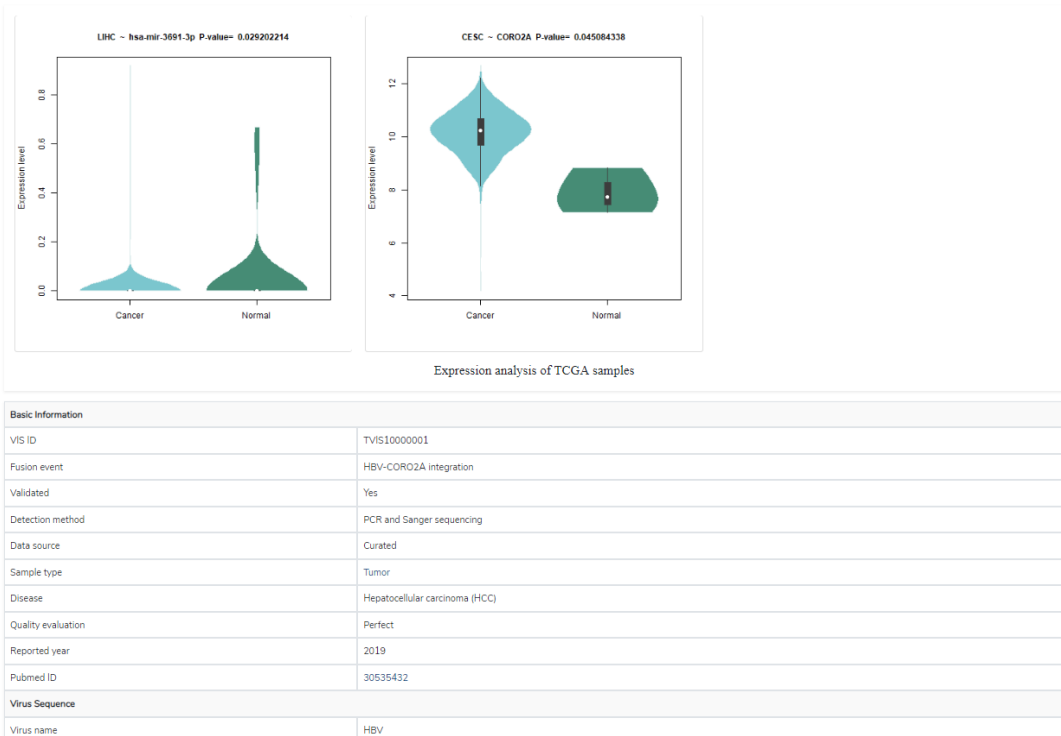 LIHC ~ hsa-mir-3691-3p P-value= 0.029202214
Expression level
0.8
0.6
0.4
0.2
0.0
Cancer Normal
CESC ~ CORO2A P-value= 0.045084338
Expression level
12
10
8
6
4
Cancer Normal
Expression analysis of TCGA samples
Basic Information
VIS ID TVIS10000001
Fusion event HBV-CORO2A integration
Validated Yes
Detection method PCR and Sanger sequencing
Data source Curated
Sample type Tumor
Disease Hepatocellular carcinoma (HCC)
Quality evaluation Perfect
Reported year 2019
Pubmed ID 30535432
Virus Sequence
Virus name HBV